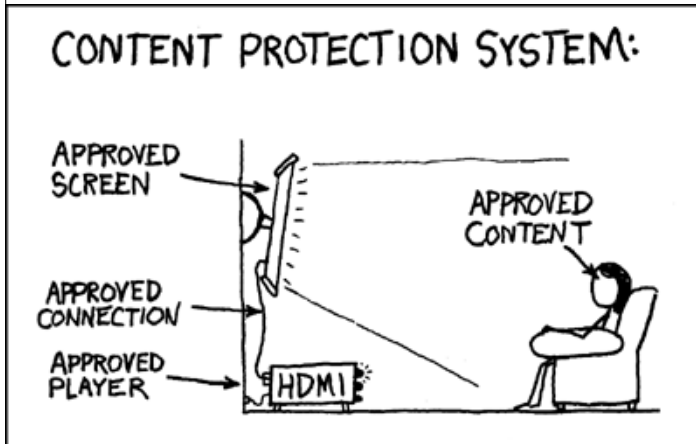 CONTENT PROTECTION SYSTEM:
APPROVED
SCREEN
APPROVED
CONTENT
APPROVED
CONNECTION
APPROVED
PLAYER
HDMI